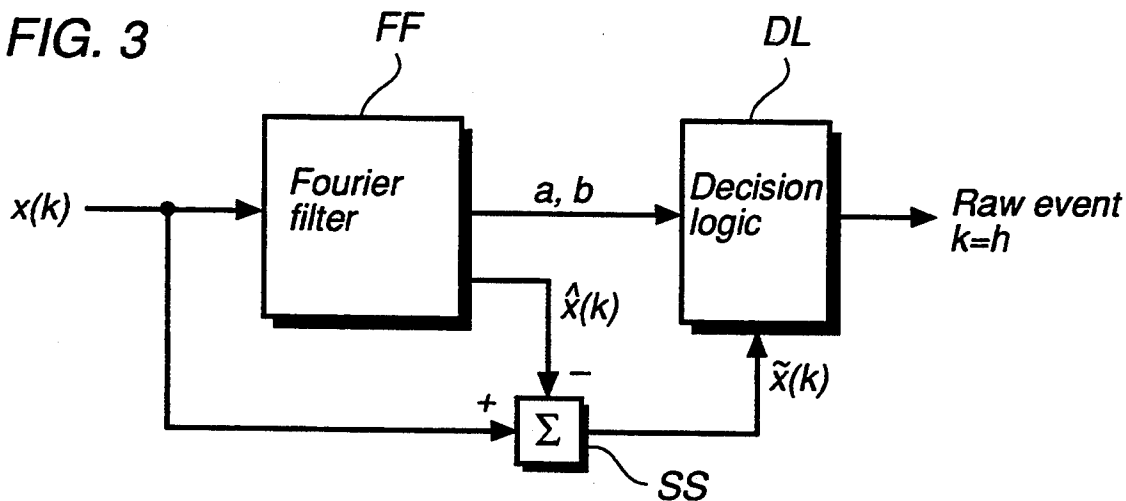 FIG. 3
FF
DL
x(k)
Fourier
filter
a, b
Decision
logic
Raw event
k=h
x̂(k)
−
x̃(k)
+
Σ
SS